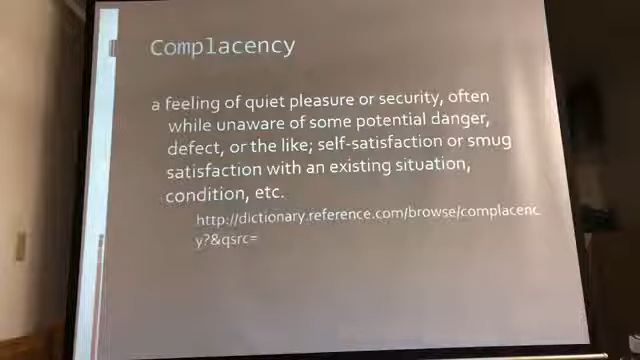 Complacency
a feeling of quiet pleasure or security, often
while unaware of some potential danger,
defect, or the like; self-satisfaction or smug
satisfaction with an existing situation,
condition, etc.
http://dictionary.reference.com/browse/complacenc
y?&qsrc=